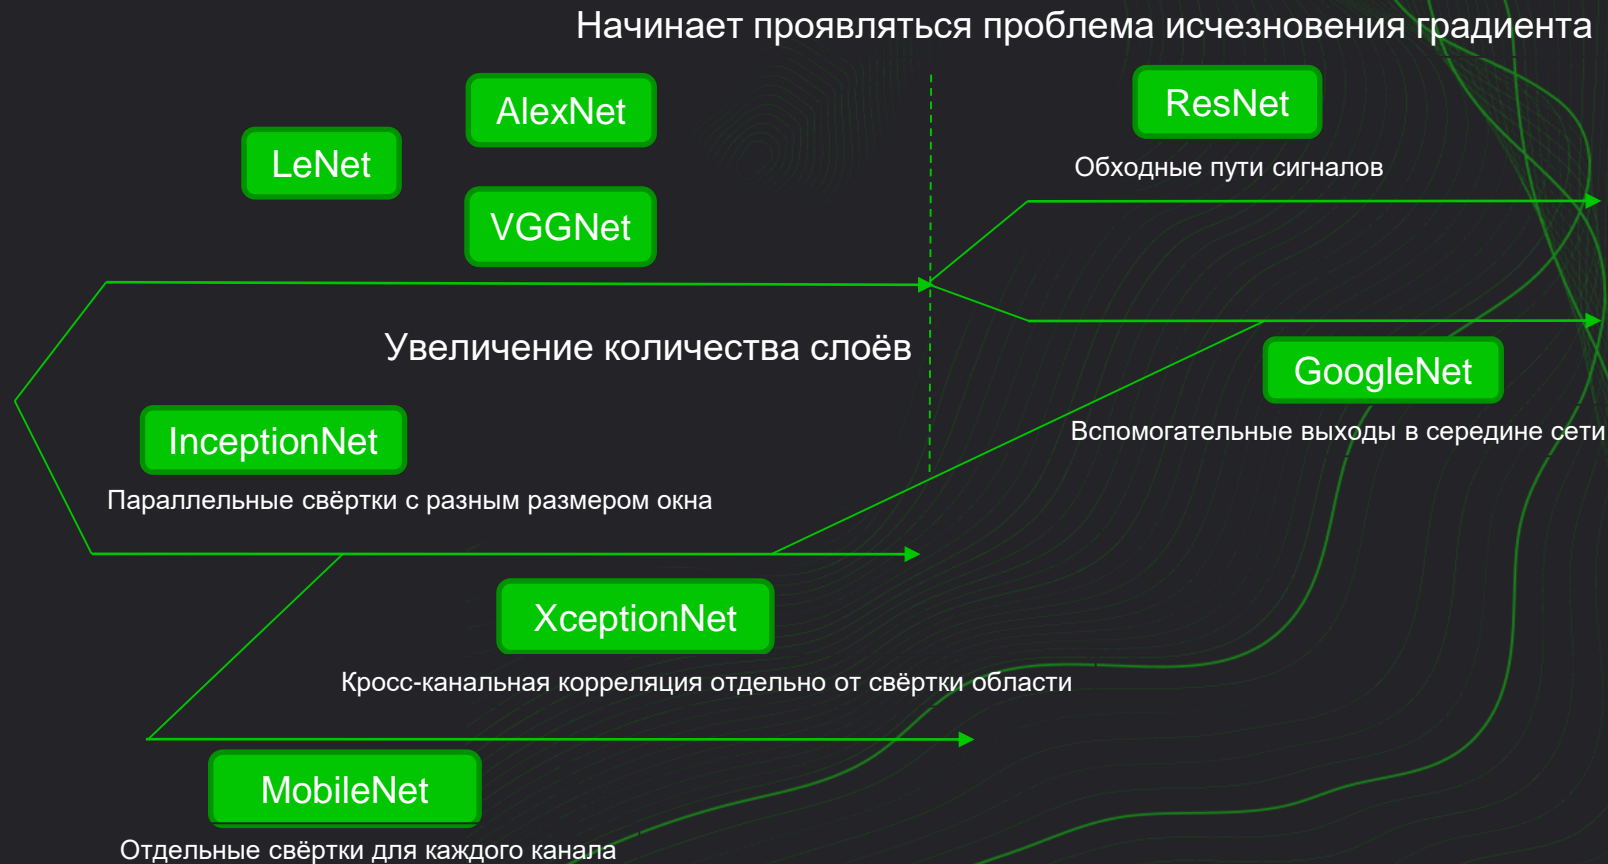 Начинает проявляться проблема исчезновения градиента
AlexNet
ResNet
LeNet
Обходные пути сигналов
VGGNet
Увеличение количества слоёв
GoogleNet
Вспомогательные выходы в середине сети
InceptionNet
Параллельные свёртки с разным размером окна
XceptionNet
Кросс-канальная корреляция отдельно от свёртки области
MobileNet
Отдельные свёртки для каждого канала